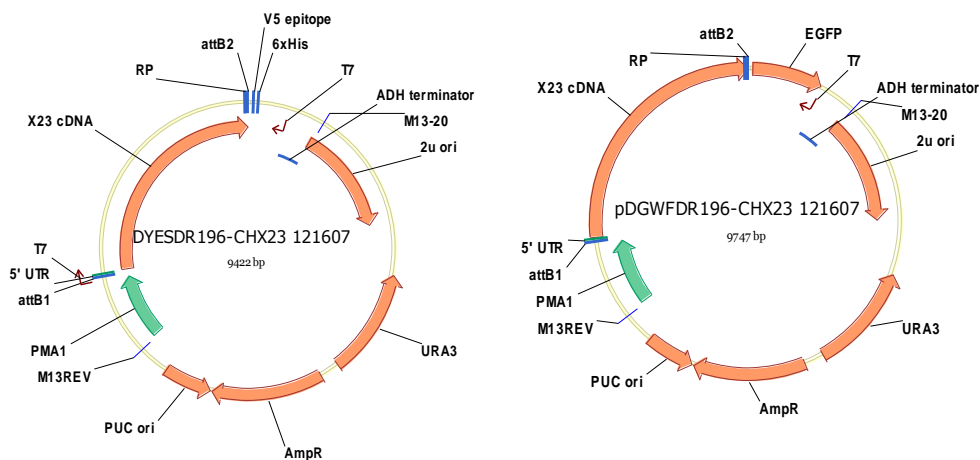 V5 epitope
attB2
6xHis
RP
T7
ADH terminator
X23 cDNA
M13-20
2u ori
DYESDR196-CHX23 121607
9422 bp
T7
5' UTR
attB1
PMA1
M13REV
URA3
PUC ori
AmpR
attB2
EGFP
RP
T7
X23 cDNA
ADH terminator
M13-20
2u ori
pDGWFDR196-CHX23 121607
9747 bp
5' UTR
attB1
PMA1
M13REV
URA3
PUC ori
AmpR